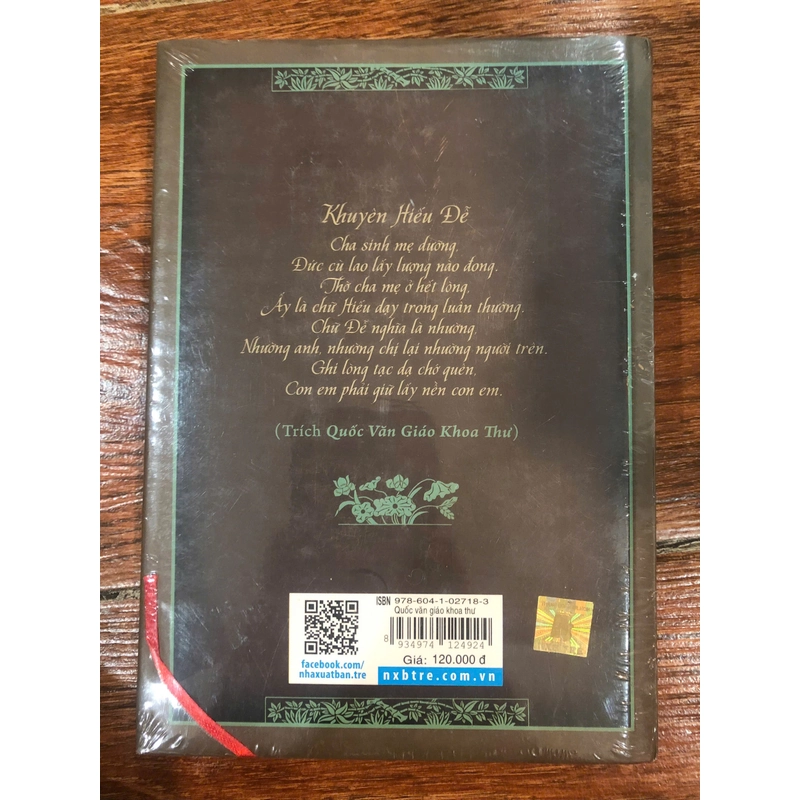 Khuyên Hiếu Đễ
Cha sinh mẹ dưỡng,
Đức cù lao lấy lượng nào đong.
Thờ cha mẹ ở hết lòng,
Ấy là chữ Hiếu dạy trong luân thường.
Chữ Đễ nghĩa là nhường,
Nhường anh, nhường chị lại nhường người trên.
Ghi lòng tạc dạ chớ quên,
Con em phải giữ lấy nền con em.
(Trích Quốc Văn Giáo Khoa Thư)
ISBN 978-604-1-02718-3
Quốc văn giáo khoa thư
8 934974 124924
Giá: 120.000 đ
facebook.com/
nhaxuatban.tre
nxbtre.com.vn